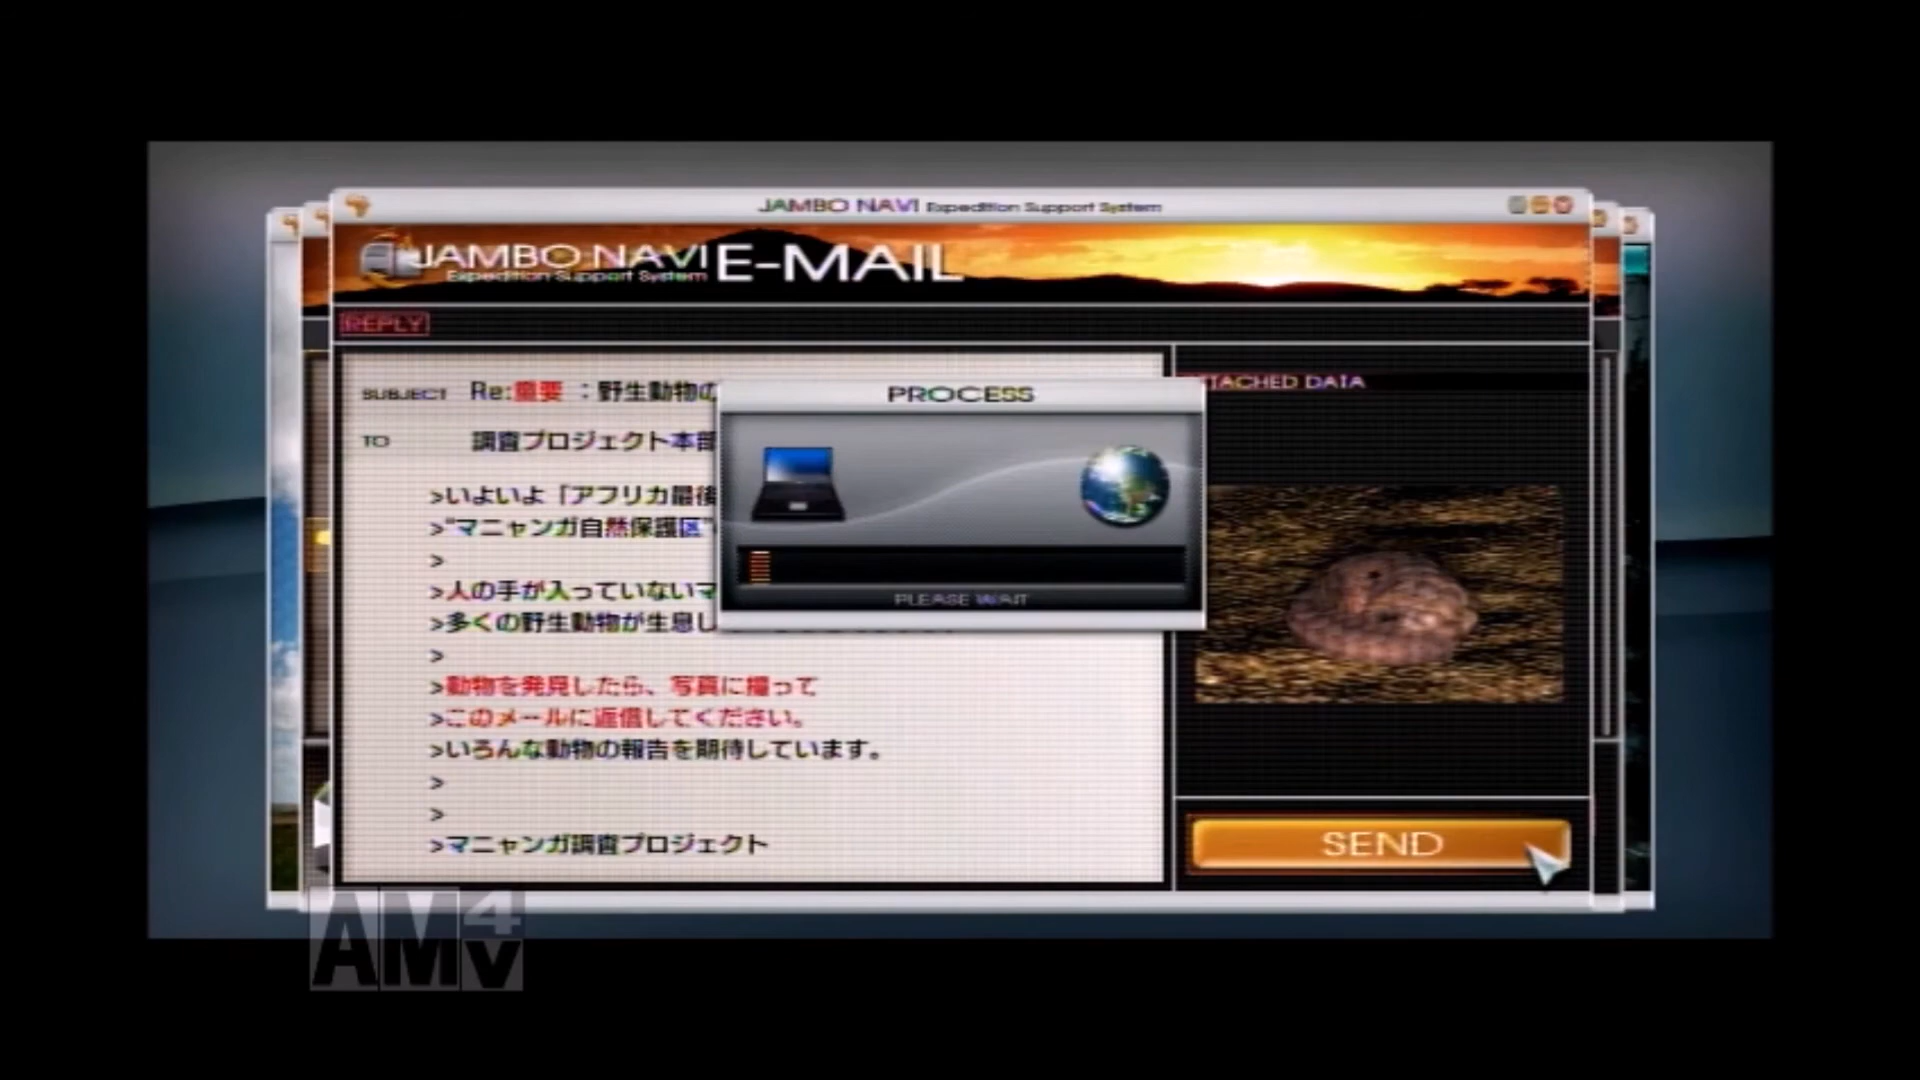 JAMBO NAVI Expedition Support System
JAMBO NAVI E-MAIL
Expedition Support System
REPLY
SUBJECT Re:重要：野生動物の
TO 調査プロジェクト本部
>いよいよ「アフリカ最後
>"マニャンガ自然保護区"
>
>人の手が入っていないマ
>多くの野生動物が生息し
>
>動物を発見したら、写真に撮って
>このメールに返信してください。
>いろんな動物の報告を期待しています。
>
>
>マニャンガ調査プロジェクト
PROCESS
PLEASE WAIT
TTACHED DATA
SEND
AM4V